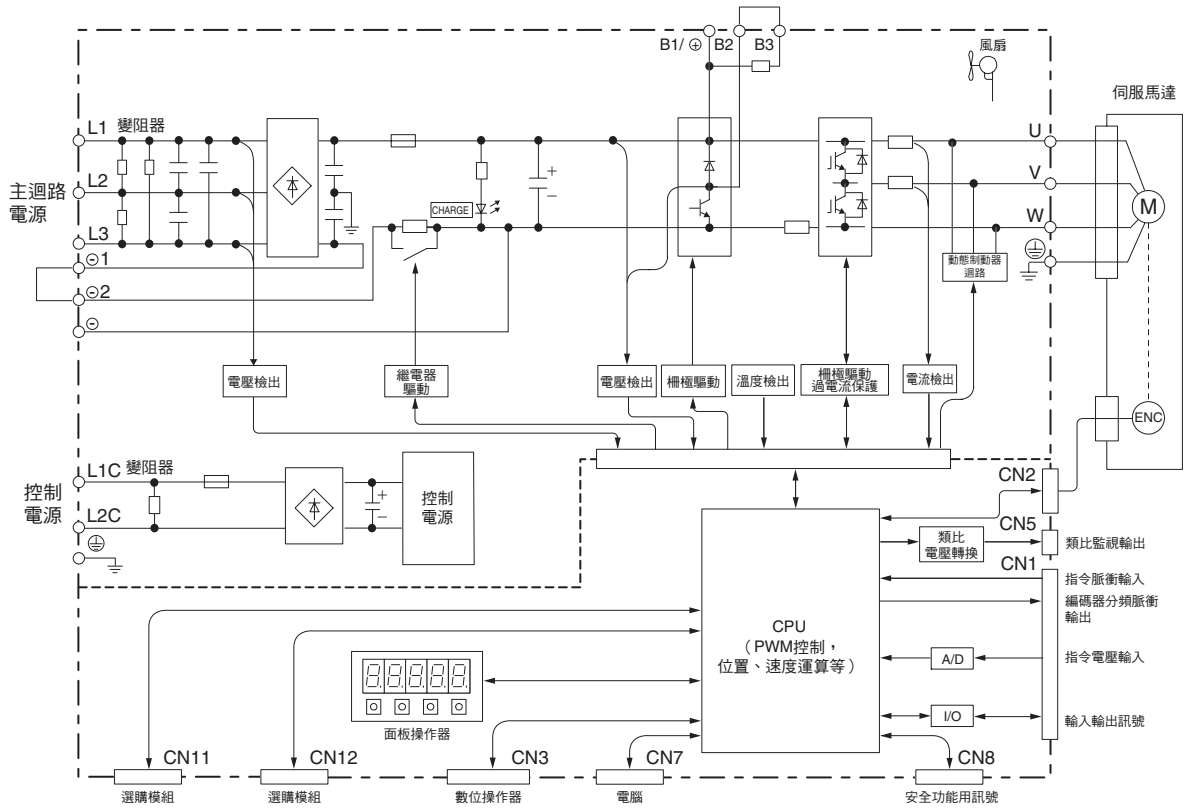 B1/ ⊕ B2 B3
風扇
伺服馬達
L1 變阻器
U
L2
主迴路
電源
V
CHARGE
M
L3
W
⊖1
動態制動器
迴路
⊖2
⊖
電壓檢出
繼電器
驅動
電壓檢出
柵極驅動
溫度檢出
柵極驅動
過電流保護
電流檢出
ENC
L1C 變阻器
CN2
控制
電源
控制
電源
L2C
類比
電壓轉換
CN5
類比監視輸出
CN1
指令脈衝輸入
編碼器分頻脈衝
輸出
CPU
(PWM控制,
位置、速度運算等)
A/D
指令電壓輸入
I/O
輸入輸出訊號
8.8.8.8.8.
面板操作器
CN11
CN12
CN3
CN7
CN8
選購模組
選購模組
數位操作器
電腦
安全功能用訊號